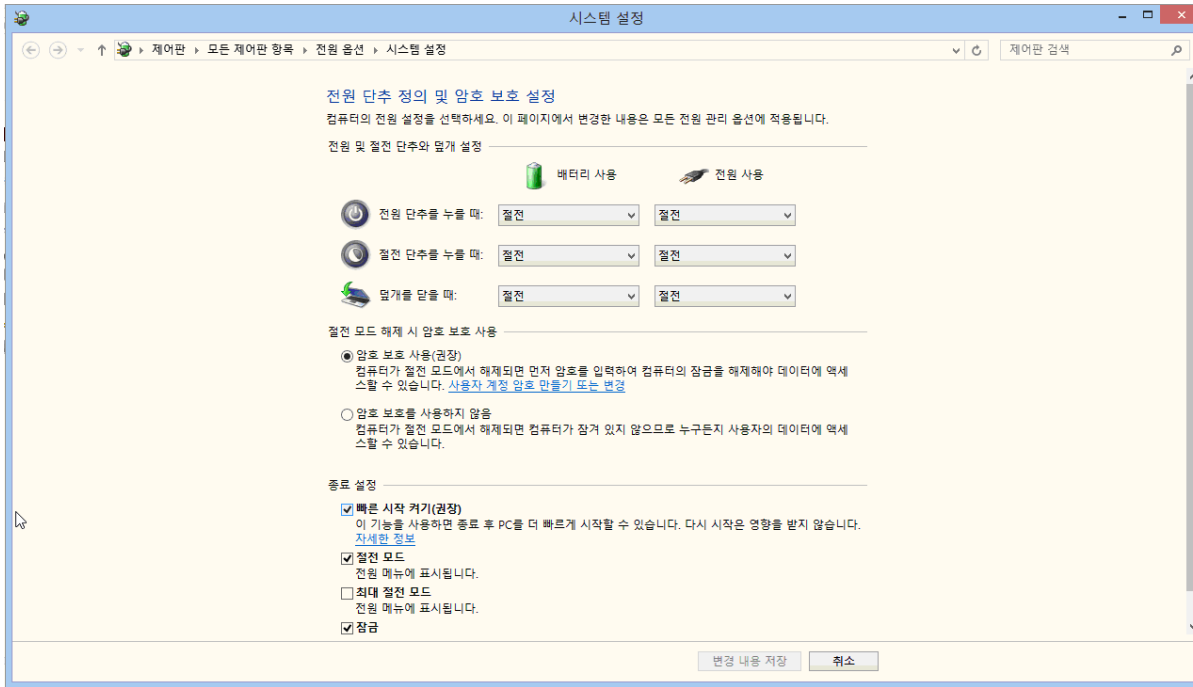 시스템 설정
제어판 ▸ 모든 제어판 항목 ▸ 전원 옵션 ▸ 시스템 설정
제어판 검색
전원 단추 정의 및 암호 보호 설정
컴퓨터의 전원 설정을 선택하세요. 이 페이지에서 변경한 내용은 모든 전원 관리 옵션에 적용됩니다.
전원 및 절전 단추와 덮개 설정
배터리 사용 전원 사용
전원 단추를 누를 때: 절전 절전
절전 단추를 누를 때: 절전 절전
덮개를 닫을 때: 절전 절전
절전 모드 해제 시 암호 보호 사용
암호 보호 사용(권장)
컴퓨터가 절전 모드에서 해제되면 먼저 암호를 입력하여 컴퓨터의 잠금을 해제해야 데이터에 액세
스할 수 있습니다. 사용자 계정 암호 만들기 또는 변경
암호 보호를 사용하지 않음
컴퓨터가 절전 모드에서 해제되면 컴퓨터가 잠겨 있지 않으므로 누구든지 사용자의 데이터에 액세
스할 수 있습니다.
종료 설정
빠른 시작 켜기(권장)
이 기능을 사용하면 종료 후 PC를 더 빠르게 시작할 수 있습니다. 다시 시작은 영향을 받지 않습니다.
자세한 정보
절전 모드
전원 메뉴에 표시됩니다.
최대 절전 모드
전원 메뉴에 표시됩니다.
잠금
변경 내용 저장 취소